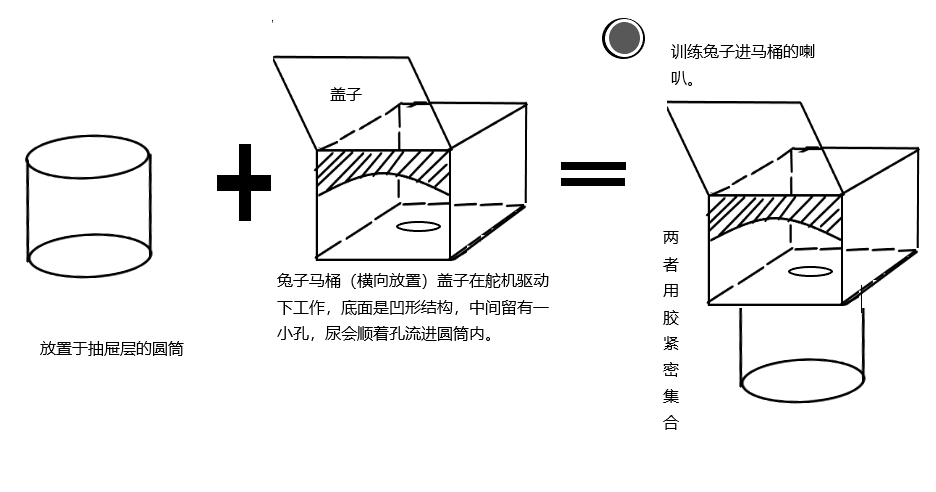 训练兔子进马桶的喇
叭。
盖子
兔子马桶（横向放置）盖子在舵机驱动
下工作，底面是凹形结构，中间留有一
小孔，尿会顺着孔流进圆筒内。
放置于抽屉层的圆筒
两
者
用
胶
紧
密
集
合